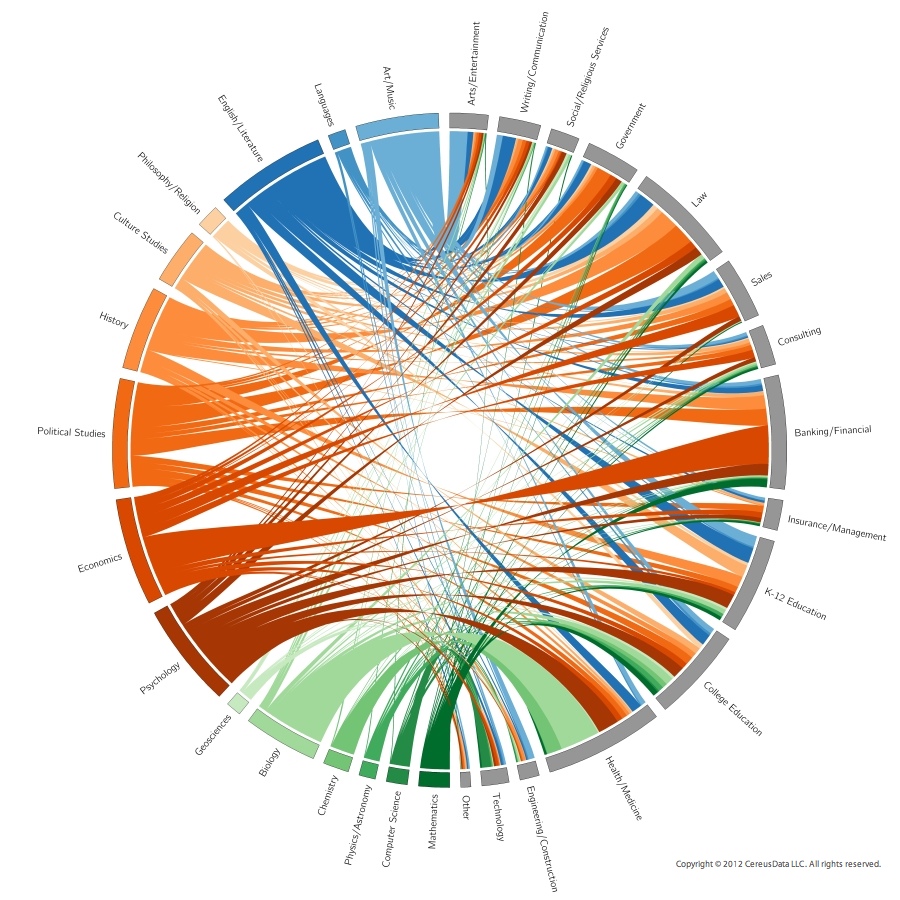 Arts/Entertainment
Writing/Communication
Social/Religious Services
Government
Law
Sales
Consulting
Banking/Financial
Insurance/Management
K-12 Education
College Education
Health/Medicine
Engineering/Construction
Technology
Other
Mathematics
Computer Science
Physics/Astronomy
Chemistry
Biology
Geosciences
Psychology
Economics
Political Studies
History
Culture Studies
Philosophy/Religion
English/Literature
Languages
Art/Music
Copyright © 2012 CereusData LLC. All rights reserved.